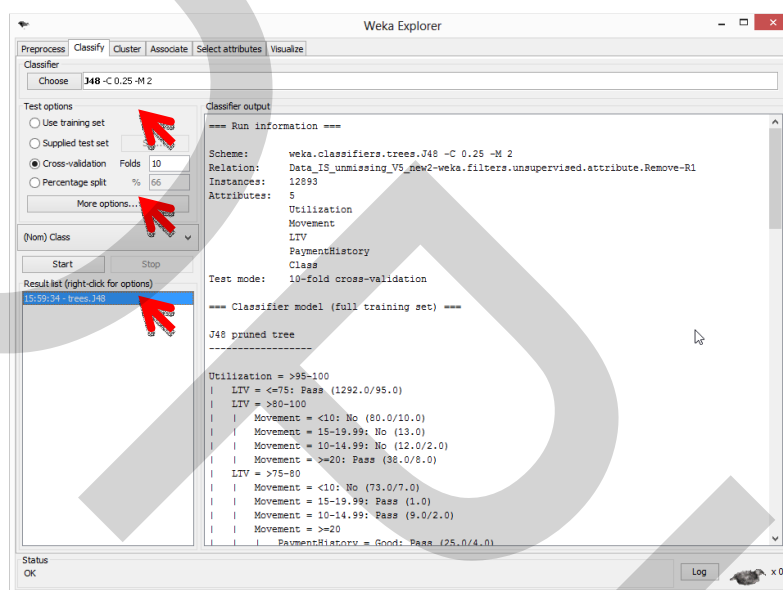 Weka Explorer
Preprocess Classify Cluster Associate Select attributes Visualize
Classifier
Choose J48 -C 0.25 -M 2
Test options
Use training set
Supplied test set
Cross-validation Folds 10
Percentage split % 66
More options...
(Nom) Class
Start Stop
Result list (right-click for options)
15:59:34 - trees.J48
Classifier output
=== Run information ===
Scheme: weka.classifiers.trees.J48 -C 0.25 -M 2
Relation: Data_IS_unmissing_V5_new2-weka.filters.unsupervised.attribute.Remove-R1
Instances: 12893
Attributes: 5
Utilization
Movement
LTV
PaymentHistory
Class
Test mode: 10-fold cross-validation
=== Classifier model (full training set) ===
J48 pruned tree
------------------
Utilization = >95-100
| LTV = <=75: Pass (1292.0/95.0)
| LTV = >80-100
| | Movement = <10: No (80.0/10.0)
| | Movement = 15-19.99: No (13.0)
| | Movement = 10-14.99: No (12.0/2.0)
| | Movement = >=20: Pass (38.0/8.0)
| LTV = >75-80
| | Movement = <10: No (73.0/7.0)
| | Movement = 15-19.99: Pass (1.0)
| | Movement = 10-14.99: Pass (9.0/2.0)
| | Movement = >=20
| | | PaymentHistory = Good: Pass (25.0/4.0)
Status
OK
Log
x 0